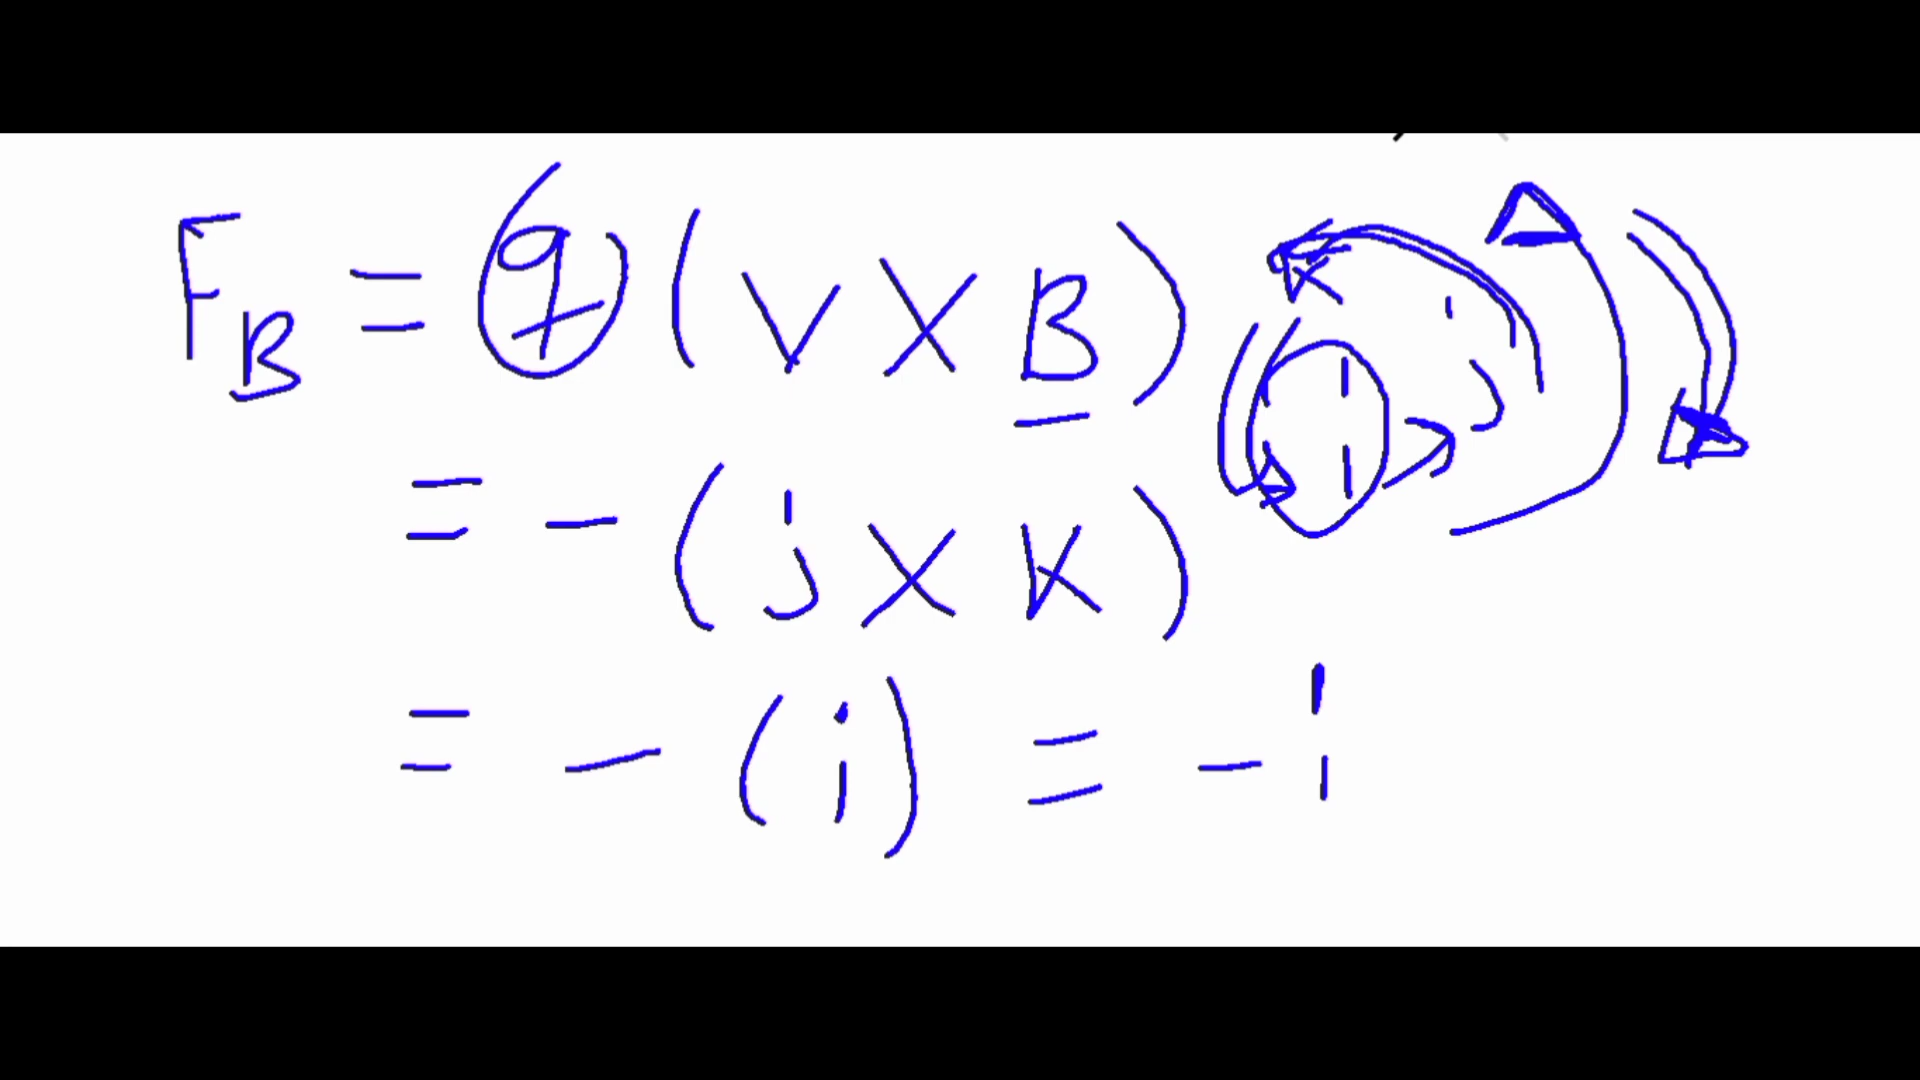 F_B = q (v × B)
= - (j × k)
= - (i) = - i
k
j
i